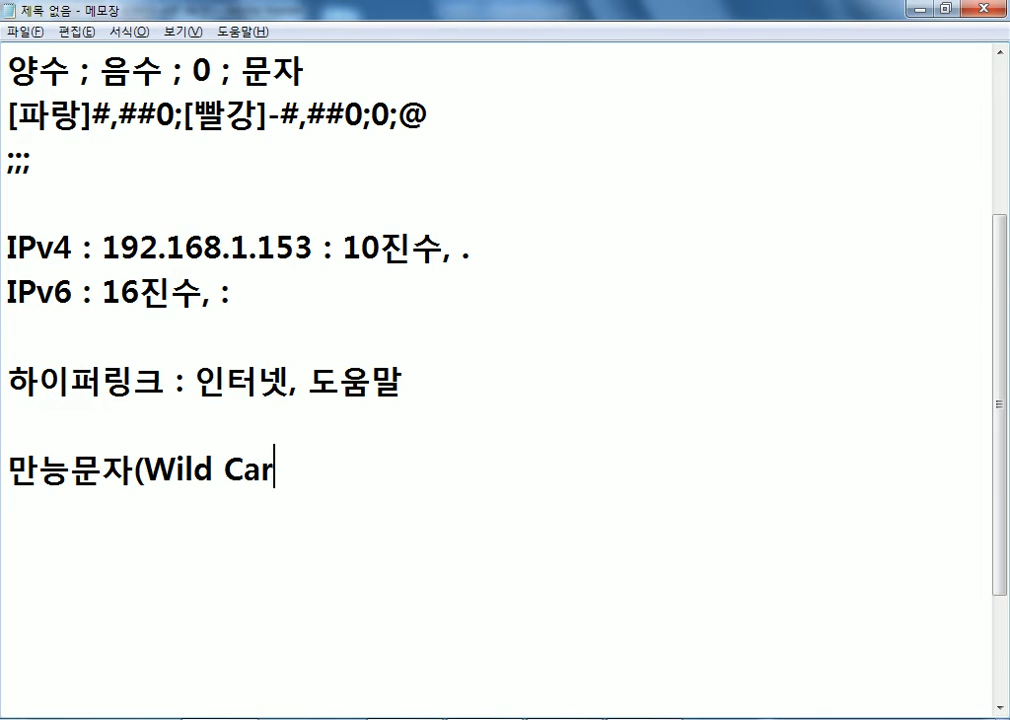 제목 없음 - 메모장
파일(F) 편집(E) 서식(O) 보기(V) 도움말(H)
양수 ; 음수 ; 0 ; 문자
[파랑]#,##0;[빨강]-#,##0;0;@
;;;
IPv4 : 192.168.1.153 : 10진수, .
IPv6 : 16진수, :
하이퍼링크 : 인터넷, 도움말
만능문자(Wild Car